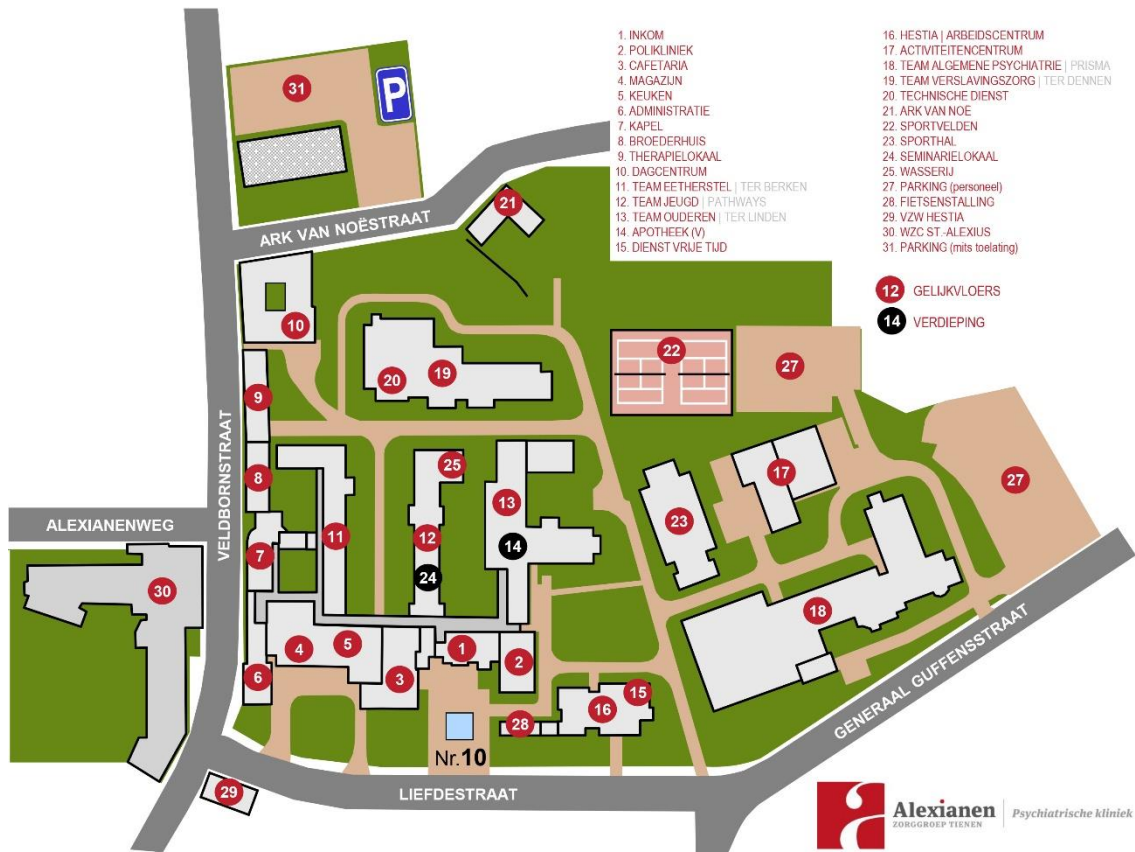 1. INKOM
2. POLIKLINIEK
3. CAFETARIA
4. MAGAZIJN
5. KEUKEN
6. ADMINISTRATIE
7. KAPEL
8. BROEDERHUIS
9. THERAPIELOKAAL
10. DAGCENTRUM
11. TEAM EETHERSTEL | TER BERKEN
12. TEAM JEUGD | PATHWAYS
13. TEAM OUDEREN | TER LINDEN
14. APOTHEEK (V)
15. DIENST VRIJE TIJD
16. HESTIA | ARBEIDSCENTRUM
17. ACTIVITEITENCENTRUM
18. TEAM ALGEMENE PSYCHIATRIE | PRISMA
19. TEAM VERSLAVINGSZORG | TER DENNEN
20. TECHNISCHE DIENST
21. ARK VAN NOË
22. SPORTVELDEN
23. SPORTHAL
24. SEMINARIELOKAAL
25. WASSERIJ
27. PARKING (personeel)
28. FIETSENSTALLING
29. VZW HESTIA
30. WZC ST.-ALEXIUS
31. PARKING (mits toelating)
12 GELIJKVLOERS
14 VERDIEPING
31
P
21
ARK VAN NOËSTRAAT
10
20
19
22
27
9
8
25
13
17
27
ALEXIANENWEG
VELDBORNSTRAAT
7
11
12
14
23
30
24
18
4
5
1
2
6
3
16
15
28
Nr.10
GENERAAL GUFFENSSTRAAT
29
LIEFDESTRAAT
a
Alexianen
ZORGGROEP TIENEN
Psychiatrische kliniek